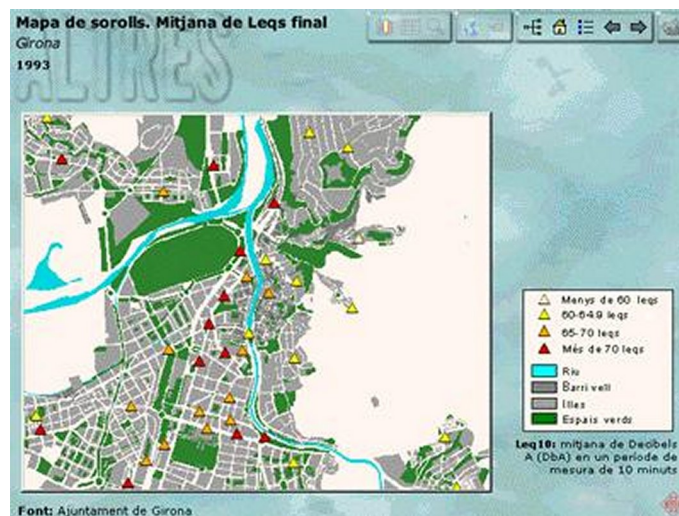 Mapa de sorolls. Mitjana de Leqs final
Girona
1993
ALTRES
Menys de 60 leqs
60-64.9 leqs
65-70 leqs
Més de 70 leqs
Riu
Barri vell
Illes
Espais verds
Leq10: mitjana de Decibels
A (DbA) en un període de
mesura de 10 minuts
Font: Ajuntament de Girona